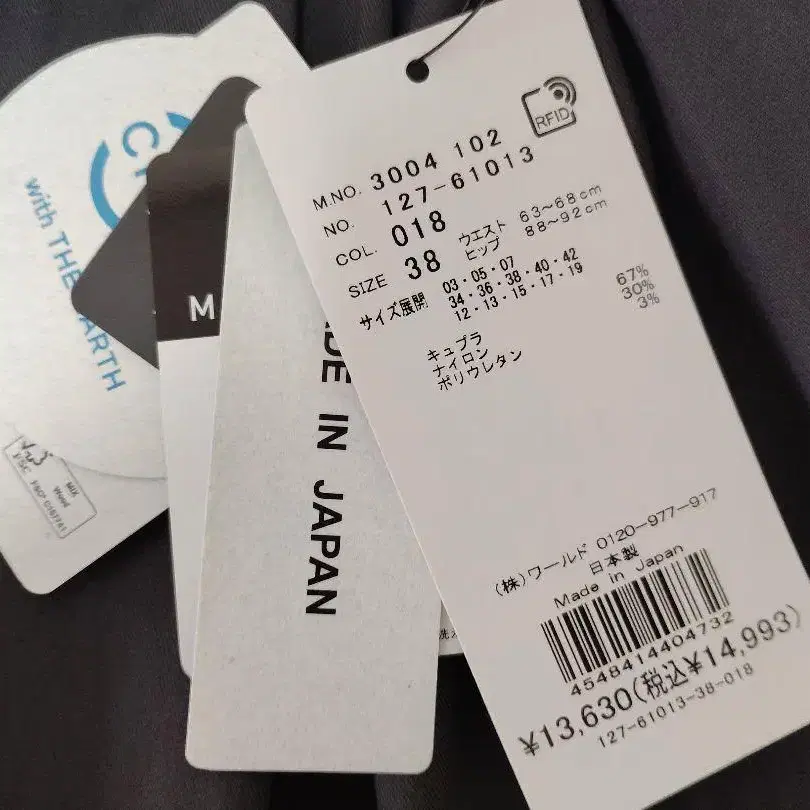 RFID
M.NO. 3004 102
NO. 127-61013
COL. 018
SIZE 38
ウエスト 63~68cm
ヒップ 88~92cm
サイズ展開 03・05・07
34・36・38・40・42
12・13・15・17・19
キュプラ 67%
ナイロン 30%
ポリウレタン 3%
(株)ワールド 0120-977-917
日本製
Made in Japan
4548414404732
¥13,630(税込¥14,993)
127-61013-38-018
DE IN JAPAN
M
with THE EARTH
MIX
FSC